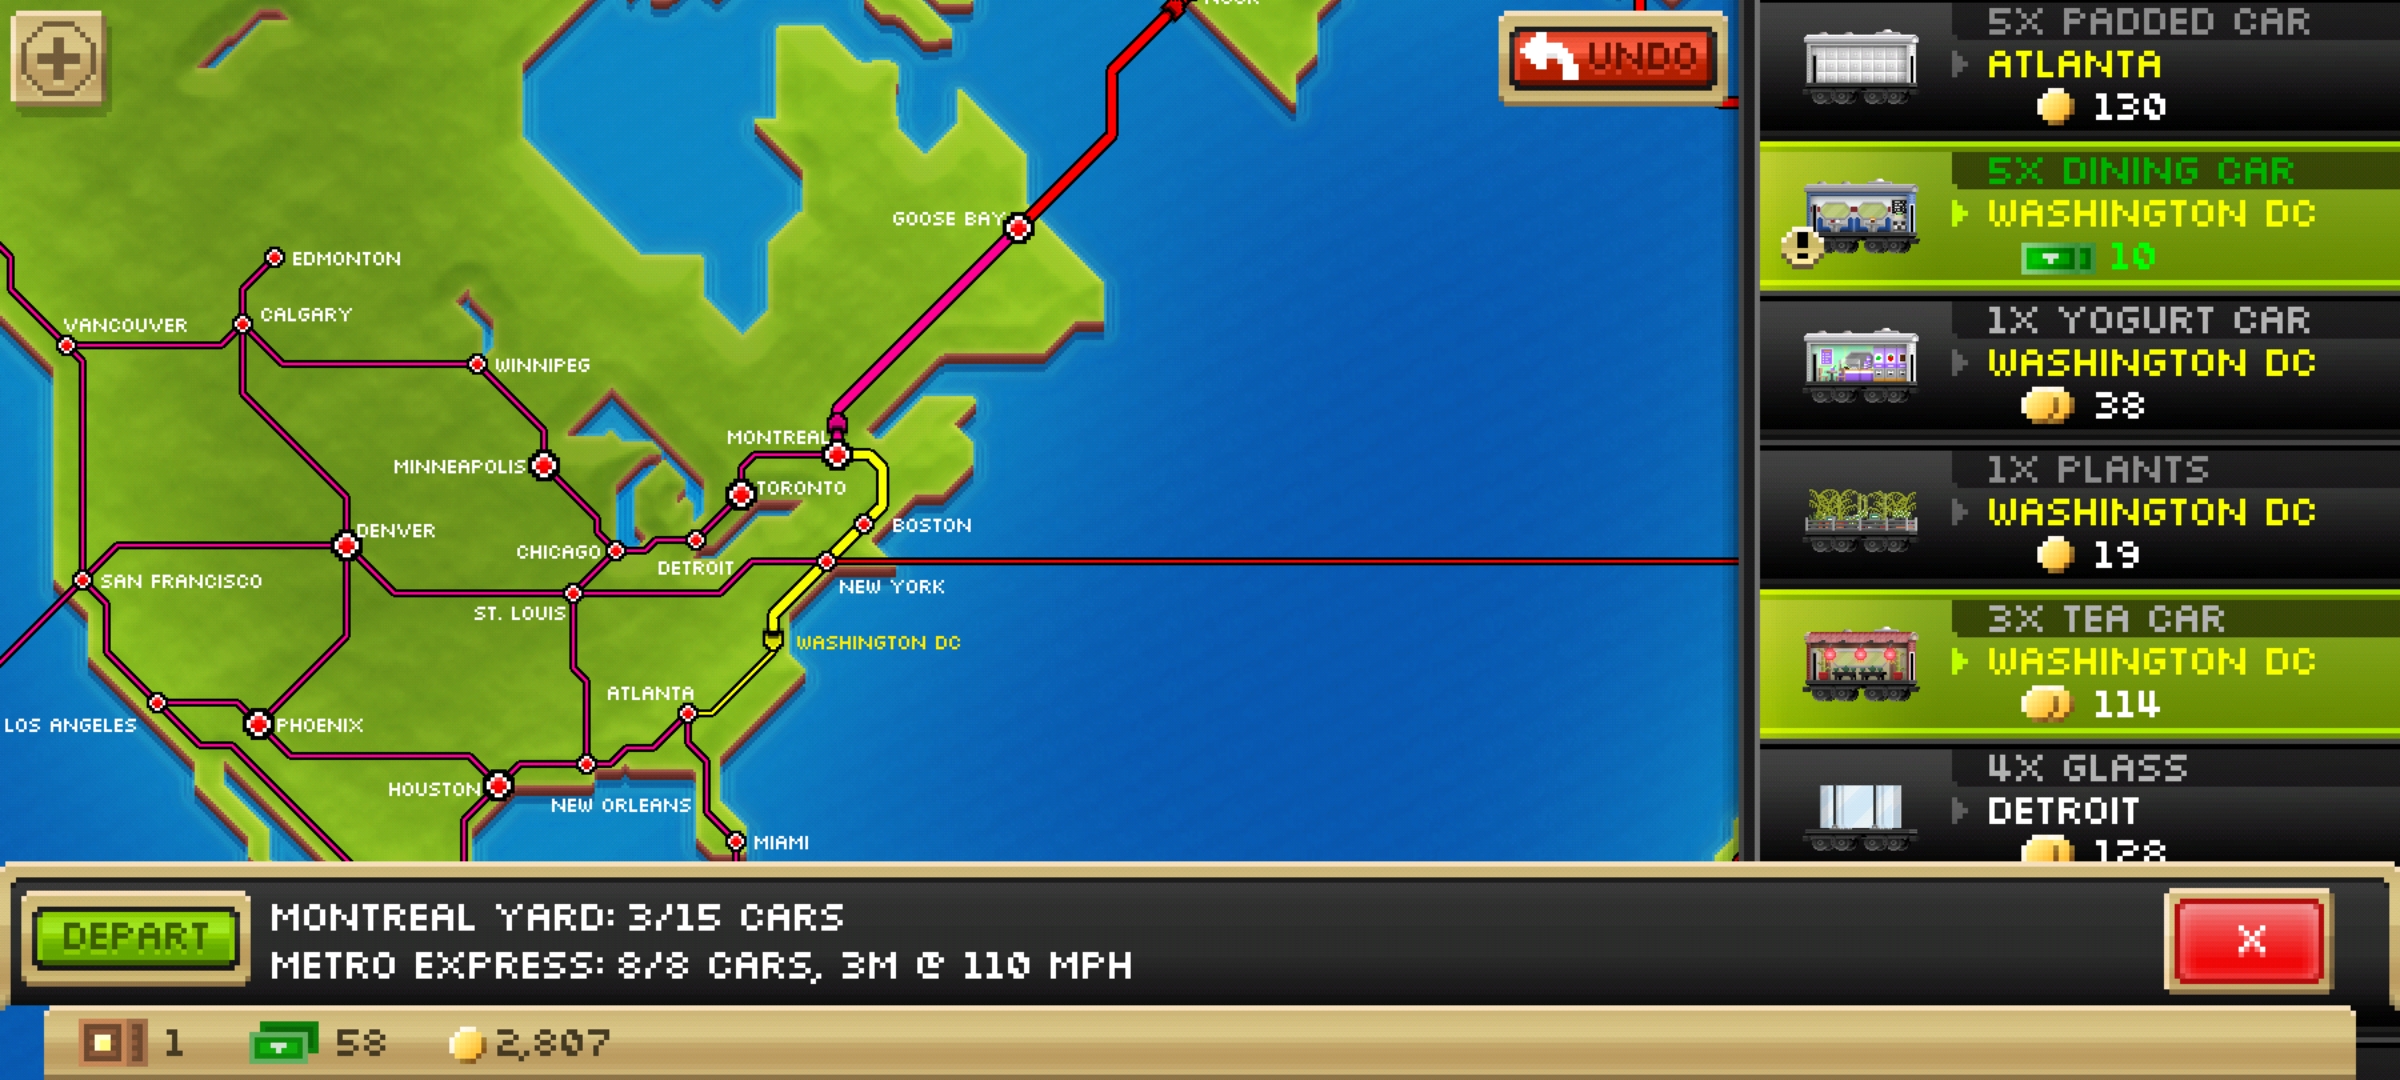 UNDO
GOOSE BAY
EDMONTON
CALGARY
VANCOUVER
WINNIPEG
MONTREAL
MINNEAPOLIS
TORONTO
BOSTON
DENVER
CHICAGO
DETROIT
SAN FRANCISCO
NEW YORK
ST. LOUIS
WASHINGTON DC
ATLANTA
LOS ANGELES
PHOENIX
HOUSTON
NEW ORLEANS
MIAMI
5X PADDED CAR
ATLANTA
130
5X DINING CAR
WASHINGTON DC
10
1X YOGURT CAR
WASHINGTON DC
38
1X PLANTS
WASHINGTON DC
19
3X TEA CAR
WASHINGTON DC
114
4X GLASS
DETROIT
128
DEPART
MONTREAL YARD: 3/15 CARS
METRO EXPRESS: 8/8 CARS, 3M @ 110 MPH
X
1
58
2,807